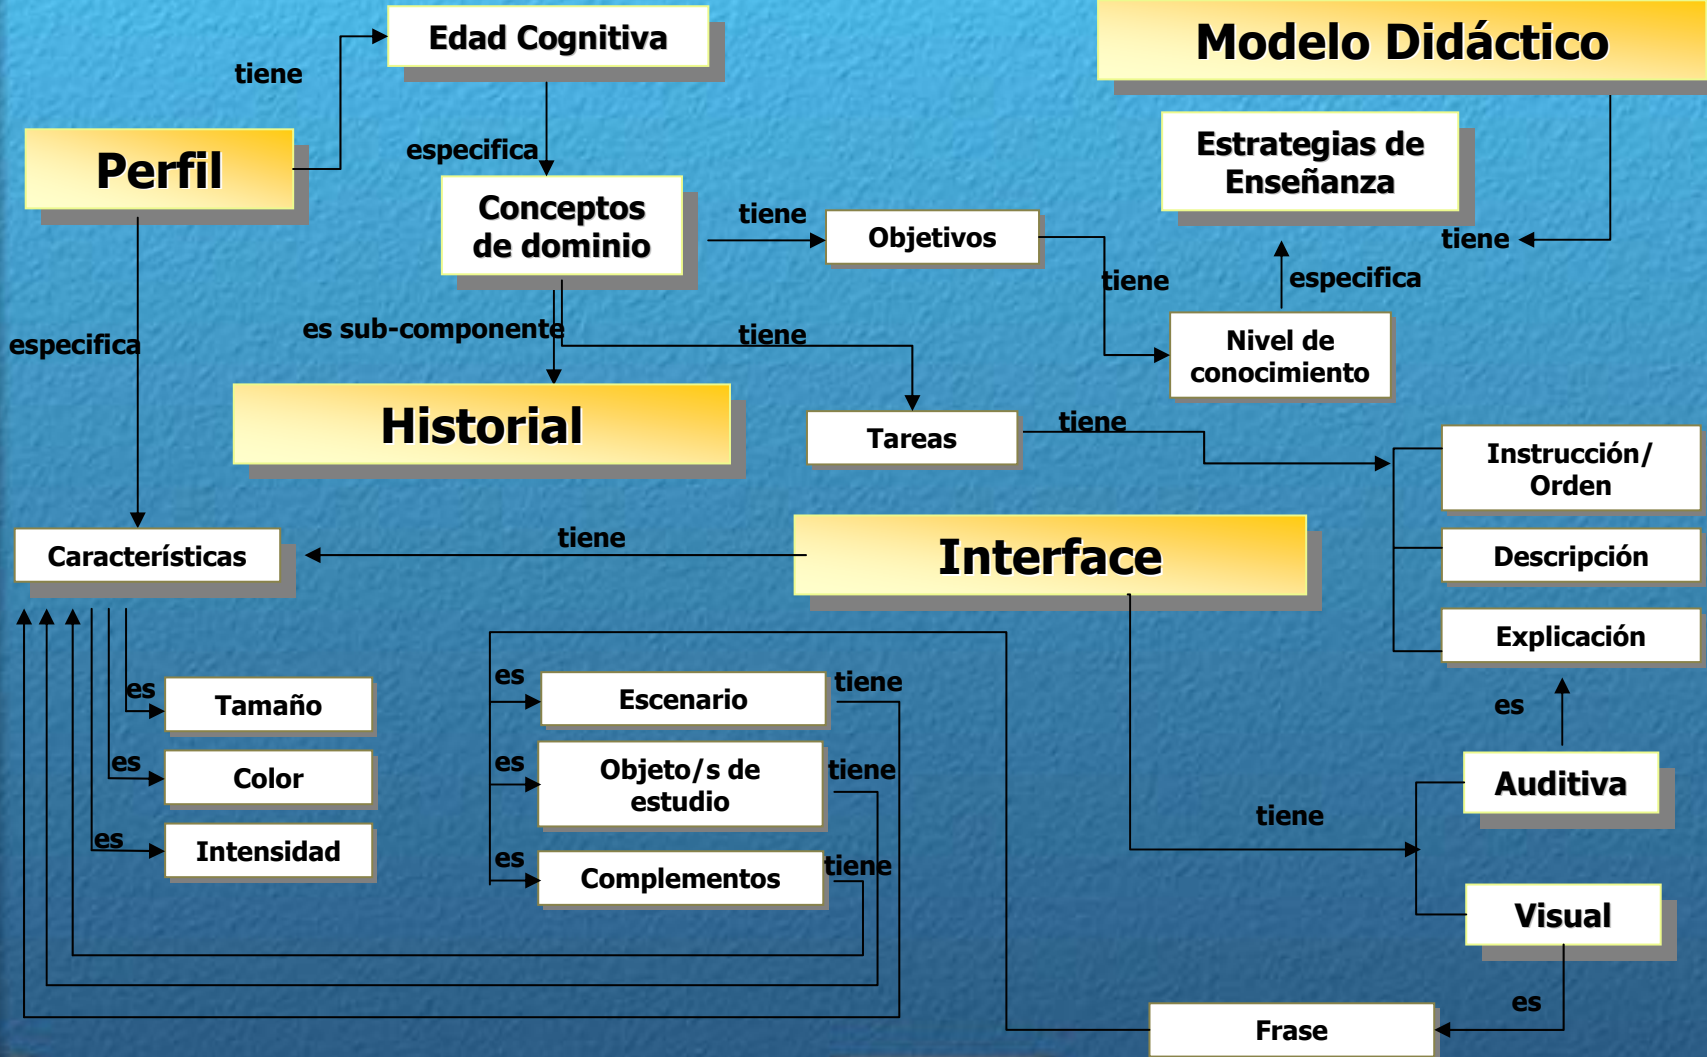 Edad Cognitiva
Modelo Didáctico
tiene
Perfil
especifica
Estrategias de
Enseñanza
Conceptos
de dominio
tiene
Objetivos
tiene
tiene
especifica
es sub-componente
tiene
especifica
Nivel de
conocimiento
Historial
Tareas
tiene
Instrucción/
Orden
Características
tiene
Interface
Descripción
Explicación
es
Tamaño
es
Color
es
Intensidad
es
Escenario
tiene
es
Objeto/s de
estudio
tiene
es
Complementos
tiene
es
Auditiva
tiene
Visual
es
Frase